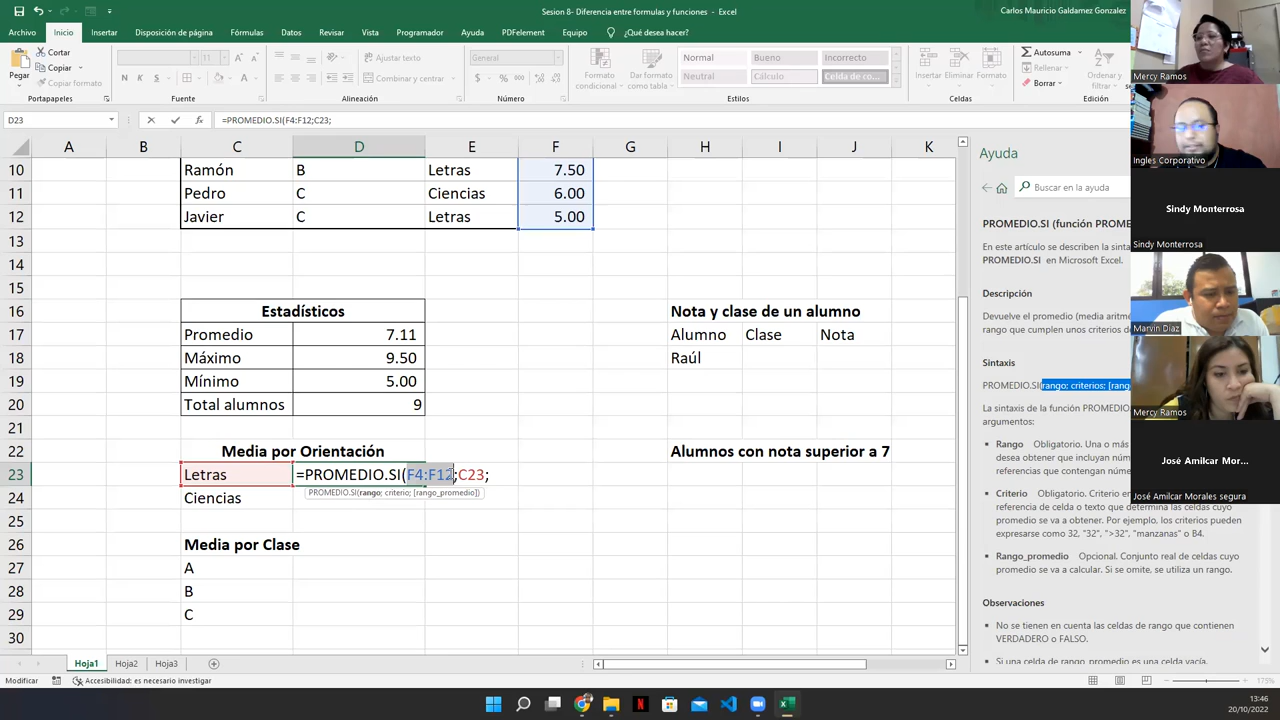 Sesion 8- Diferencia entre formulas y funciones - Excel
Carlos Mauricio Galdamez Gonzalez
Archivo Inicio Insertar Disposición de página Fórmulas Datos Revisar Vista Programador Ayuda PDFelement Equipo ¿Qué desea hacer?
Pegar
Cortar
Copiar
Copiar formato
Portapapeles
11
N K S
Fuente
Ajustar texto
Combinar y centrar
Alineación
Número
Formato condicional
Dar formato como tabla
Normal Buena Incorrecto
Neutral Cálculo Celda de co...
Estilos
Insertar Eliminar Formato
Celdas
Autosuma
Rellenar
Borrar
Ordenar y filtrar
Edición
D23 fx =PROMEDIO.SI(F4:F12;C23;
A B C D E F G H I J K
10 Ramón B Letras 7.50
11 Pedro C Ciencias 6.00
12 Javier C Letras 5.00
13
14
15
16 Estadísticos Nota y clase de un alumno
17 Promedio 7.11 Alumno Clase Nota
18 Máximo 9.50 Raúl
19 Mínimo 5.00
20 Total alumnos 9
21
22 Media por Orientación Alumnos con nota superior a 7
23 Letras =PROMEDIO.SI(F4:F12;C23;
PROMEDIO.SI(rango; criterio; [rango_promedio])
24 Ciencias
25
26 Media por Clase
27 A
28 B
29 C
30
Hoja1 Hoja2 Hoja3
Modificar Accesibilidad: es necesario investigar
175%
Ayuda
Buscar en la ayuda
PROMEDIO.SI (función PROME
En este artículo se describen la sinta
PROMEDIO.SI en Microsoft Excel.
Descripción
Devuelve el promedio (media aritmé
rango que cumplen unos criterios de
Sintaxis
PROMEDIO.SI(rango; criterios; [rang
La sintaxis de la función PROMEDIO.
argumentos:
Rango Obligatorio. Una o más
desea obtener que incluyan núme
referencias que contengan número
Criterio Obligatorio. Criterio en
referencia de celda o texto que determina las celdas cuyo
promedio se va a obtener. Por ejemplo, los criterios pueden
expresarse como 32, "32", ">32", "manzanas" o B4.
Rango_promedio Opcional. Conjunto real de celdas cuyo
promedio se va a calcular. Si se omite, se utiliza un rango.
Observaciones
No se tienen en cuenta las celdas de rango que contienen
VERDADERO o FALSO.
Si una celda de rango_promedio es una celda vacía,
Mercy Ramos
Ingles Corporativo
Sindy Monterrosa
Sindy Monterrosa
Marvin Diaz
Mercy Ramos
José Amilcar Mor...
José Amilcar Morales segura
13:46
20/10/2022